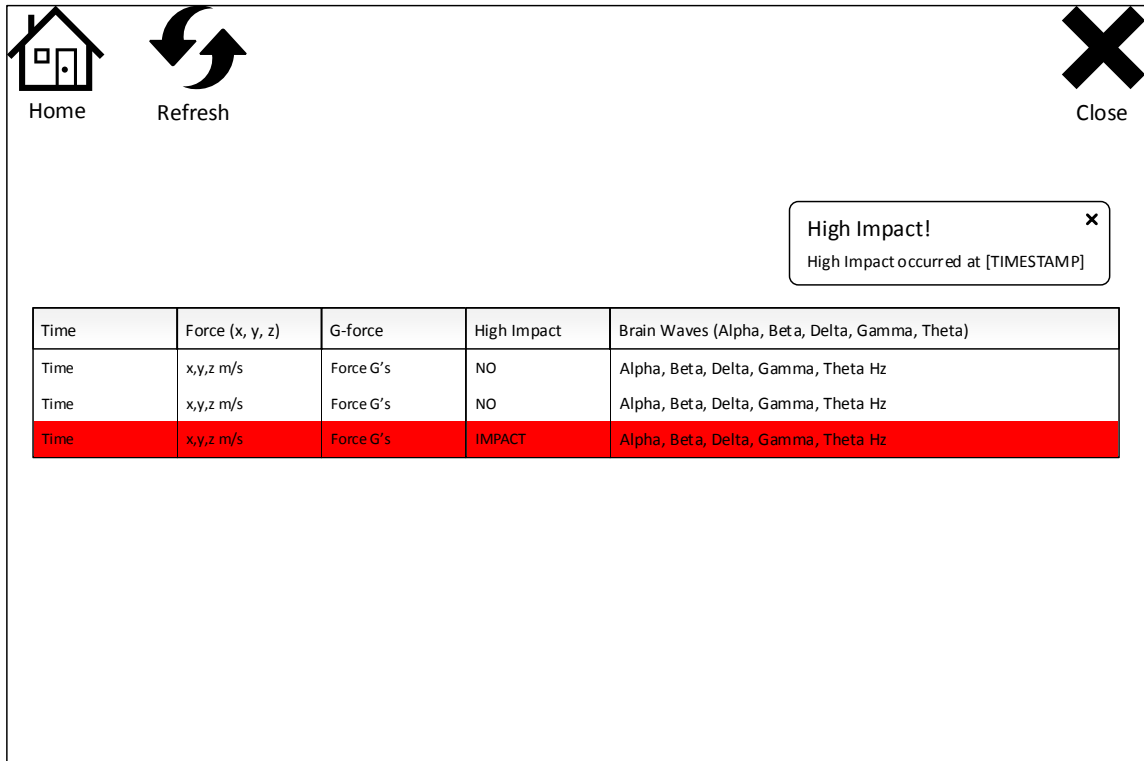 Home Refresh Close
High Impact!
High Impact occurred at [TIMESTAMP]
Time Force (x, y, z) G-force High Impact Brain Waves (Alpha, Beta, Delta, Gamma, Theta)
Time x,y,z m/s Force G’s NO Alpha, Beta, Delta, Gamma, Theta Hz
Time x,y,z m/s Force G’s NO Alpha, Beta, Delta, Gamma, Theta Hz
Time x,y,z m/s Force G’s IMPACT Alpha, Beta, Delta, Gamma, Theta Hz